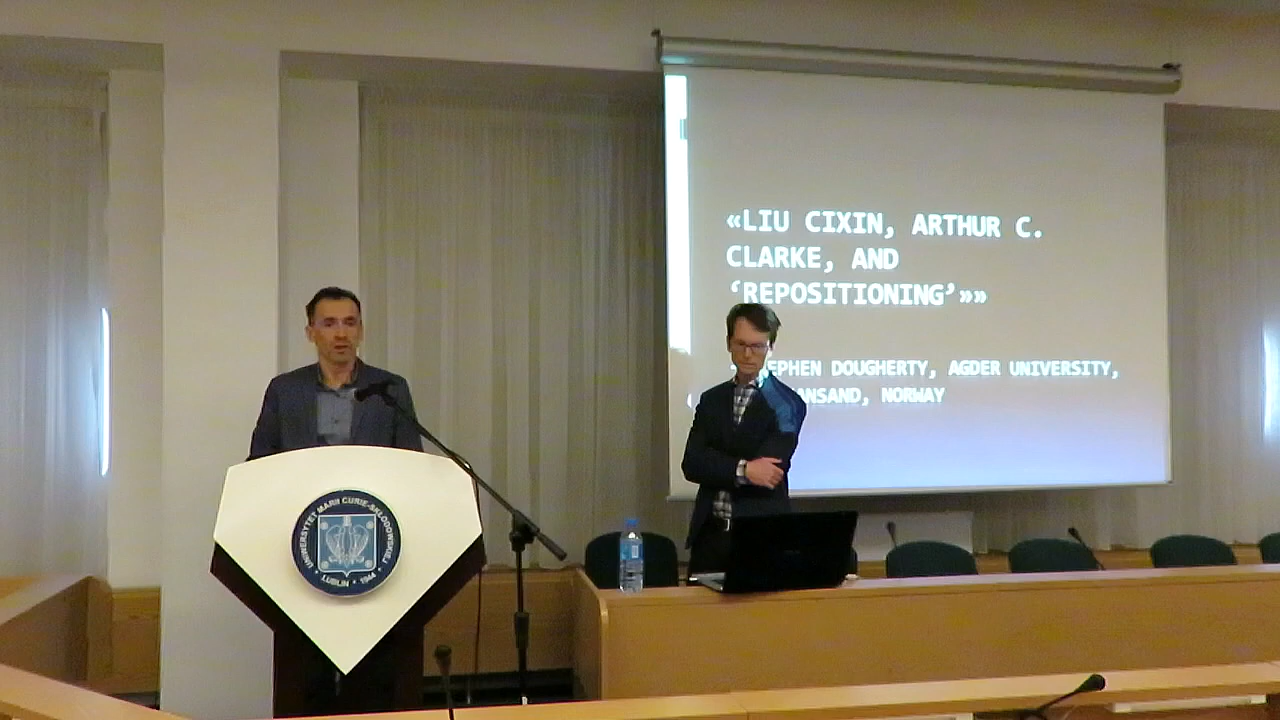 «LIU CIXIN, ARTHUR C.
CLARKE, AND
‘REPOSITIONING’»»
EPHEN DOUGHERTY, AGDER UNIVERSITY,
ANSAND, NORWAY
UNIWERSYTET MARII CURIE-SKŁODOWSKIEJ
LUBLIN • 1944